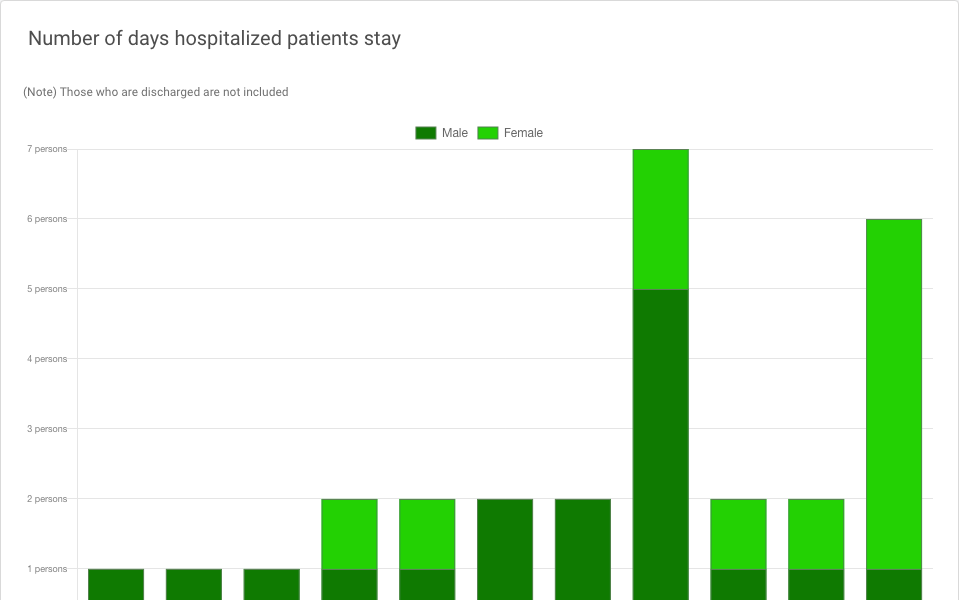 Number of days hospitalized patients stay
(Note) Those who are discharged are not included
Male Female
7 persons
6 persons
5 persons
4 persons
3 persons
2 persons
1 persons